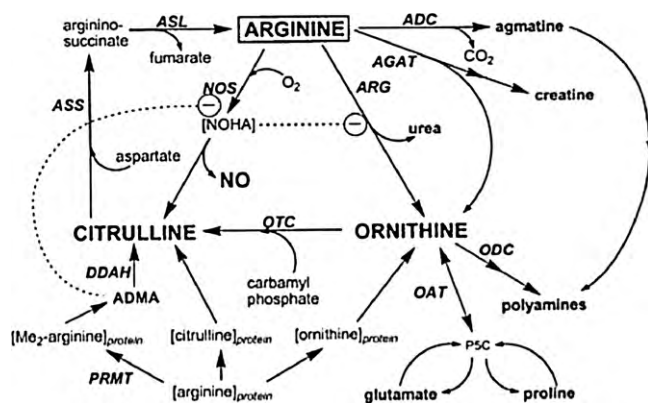 arginino-
succinate
ASL
fumarate
ARGININE
ADC
CO2
agmatine
AGAT
creatine
ASS
NOS
O2
ARG
[NOHA]
urea
aspartate
NO
CITRULLINE
OTC
ORNITHINE
carbamyl
phosphate
ODC
DDAH
ADMA
OAT
polyamines
[Me2-arginine]protein
[citrulline]protein
[ornithine]protein
P5C
PRMT
[arginine]protein
glutamate
proline